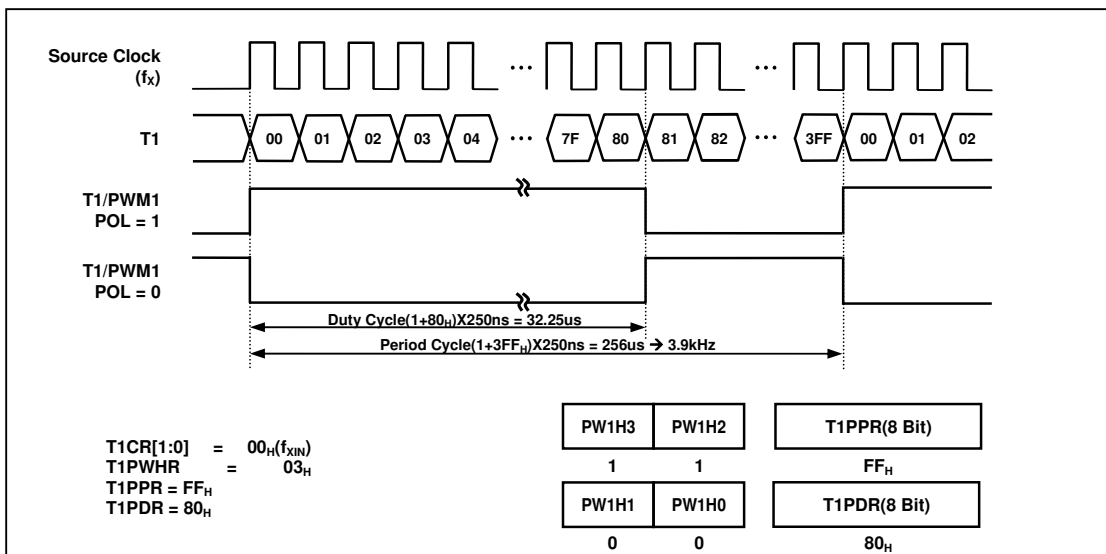 Source Clock
(fX)
T1
00 01 02 03 04 ··· 7F 80 81 82 ··· 3FF 00 01 02
T1/PWM1
POL = 1
T1/PWM1
POL = 0
Duty Cycle(1+80H)X250ns = 32.25us
Period Cycle(1+3FFH)X250ns = 256us → 3.9kHz
T1CR[1:0] = 00H(fXIN)
T1PWHR = 03H
T1PPR = FFH
T1PDR = 80H
PW1H3 PW1H2 T1PPR(8 Bit)
1 1 FFH
PW1H1 PW1H0 T1PDR(8 Bit)
0 0 80H